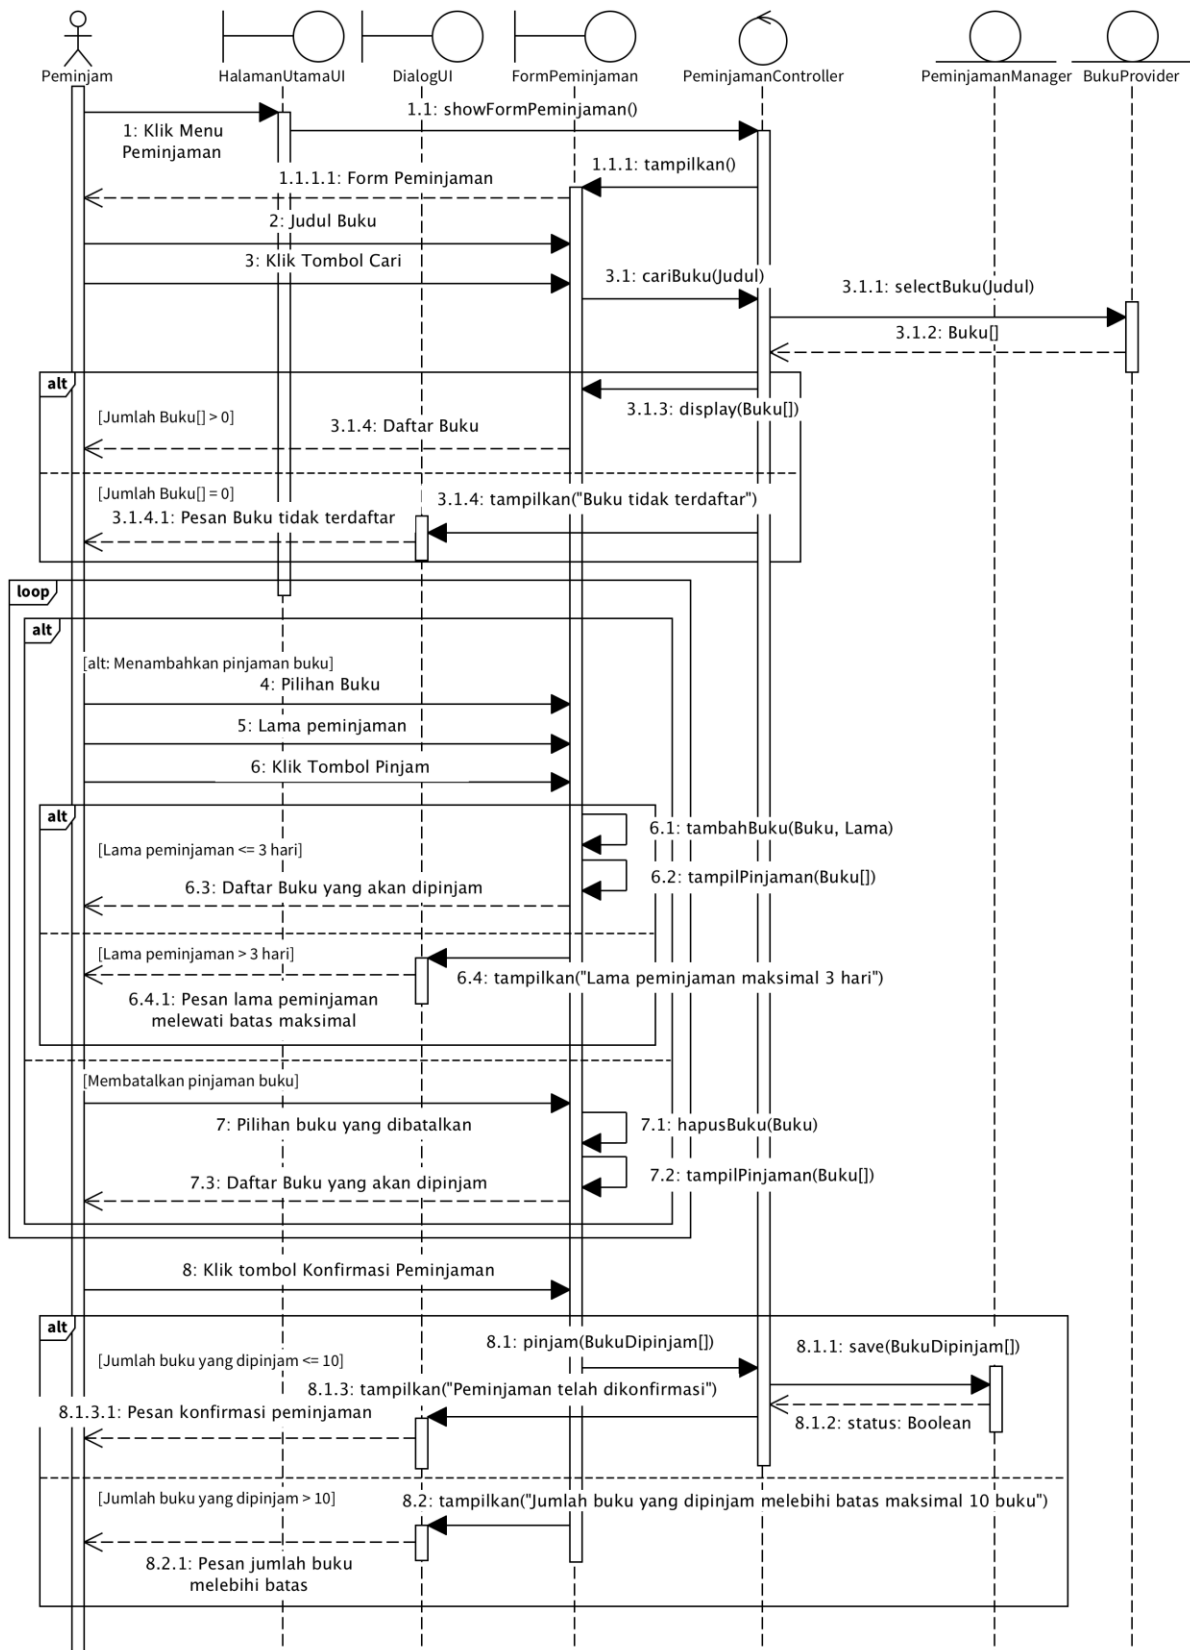 Peminjam
HalamanUtamaUI
DialogUI
FormPeminjaman
PeminjamanController
PeminjamanManager
BukuProvider
1: Klik Menu
Peminjaman
1.1: showFormPeminjaman()
1.1.1: tampilkan()
1.1.1.1: Form Peminjaman
2: Judul Buku
3: Klik Tombol Cari
3.1: cariBuku(Judul)
3.1.1: selectBuku(Judul)
3.1.2: Buku[]
alt
3.1.3: display(Buku[])
[Jumlah Buku[] > 0]
3.1.4: Daftar Buku
[Jumlah Buku[] = 0]
3.1.4: tampilkan("Buku tidak terdaftar")
3.1.4.1: Pesan Buku tidak terdaftar
loop
alt
[alt: Menambahkan pinjaman buku]
4: Pilihan Buku
5: Lama peminjaman
6: Klik Tombol Pinjam
alt
6.1: tambahBuku(Buku, Lama)
[Lama peminjaman <= 3 hari]
6.2: tampilPinjaman(Buku[])
6.3: Daftar Buku yang akan dipinjam
[Lama peminjaman > 3 hari]
6.4: tampilkan("Lama peminjaman maksimal 3 hari")
6.4.1: Pesan lama peminjaman
melewati batas maksimal
[Membatalkan pinjaman buku]
7: Pilihan buku yang dibatalkan
7.1: hapusBuku(Buku)
7.2: tampilPinjaman(Buku[])
7.3: Daftar Buku yang akan dipinjam
8: Klik tombol Konfirmasi Peminjaman
alt
8.1: pinjam(BukuDipinjam[])
8.1.1: save(BukuDipinjam[])
[Jumlah buku yang dipinjam <= 10]
8.1.3: tampilkan("Peminjaman telah dikonfirmasi")
8.1.3.1: Pesan konfirmasi peminjaman
8.1.2: status: Boolean
[Jumlah buku yang dipinjam > 10]
8.2: tampilkan("Jumlah buku yang dipinjam melebihi batas maksimal 10 buku")
8.2.1: Pesan jumlah buku
melebihi batas